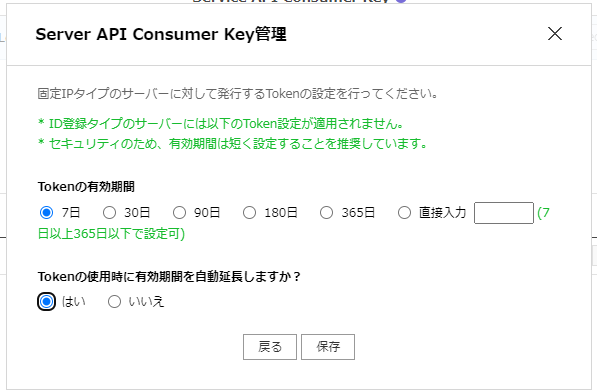 Service API Consumer Key
Server API Consumer Key管理
固定IPタイプのサーバーに対して発行するTokenの設定を行ってください。
* ID登録タイプのサーバーには以下のToken設定が適用されません。
* セキュリティのため、有効期間は短く設定することを推奨しています。
Tokenの有効期間
7日 30日 90日 180日 365日 直接入力 (7
日以上365日以下で設定可)
Tokenの使用時に有効期間を自動延長しますか？
はい いいえ
戻る 保存